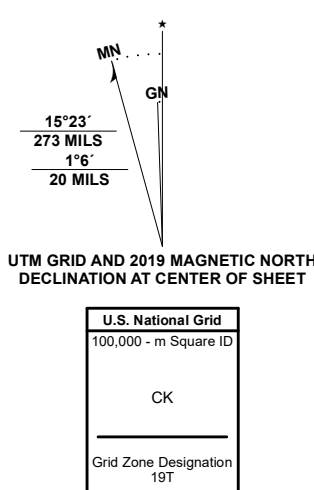 ★
MN
GN
15°23´
273 MILS
1°6´
20 MILS
UTM GRID AND 2019 MAGNETIC NORTH
DECLINATION AT CENTER OF SHEET
U.S. National Grid
100,000 - m Square ID
CK
Grid Zone Designation
19T